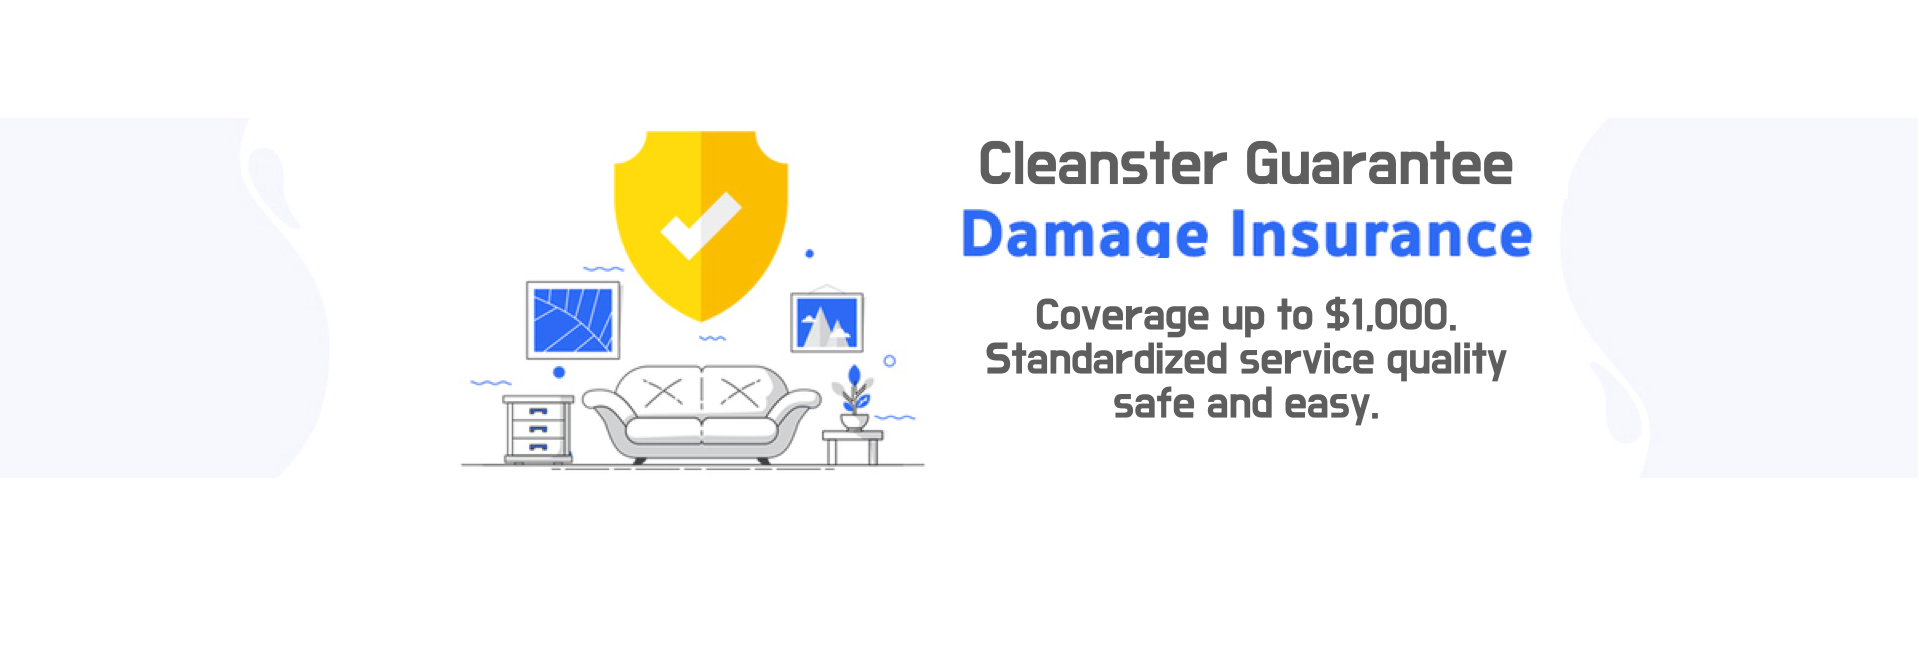 Cleanster Guarantee
Damage Insurance
Coverage up to $1,000.
Standardized service quality
safe and easy.